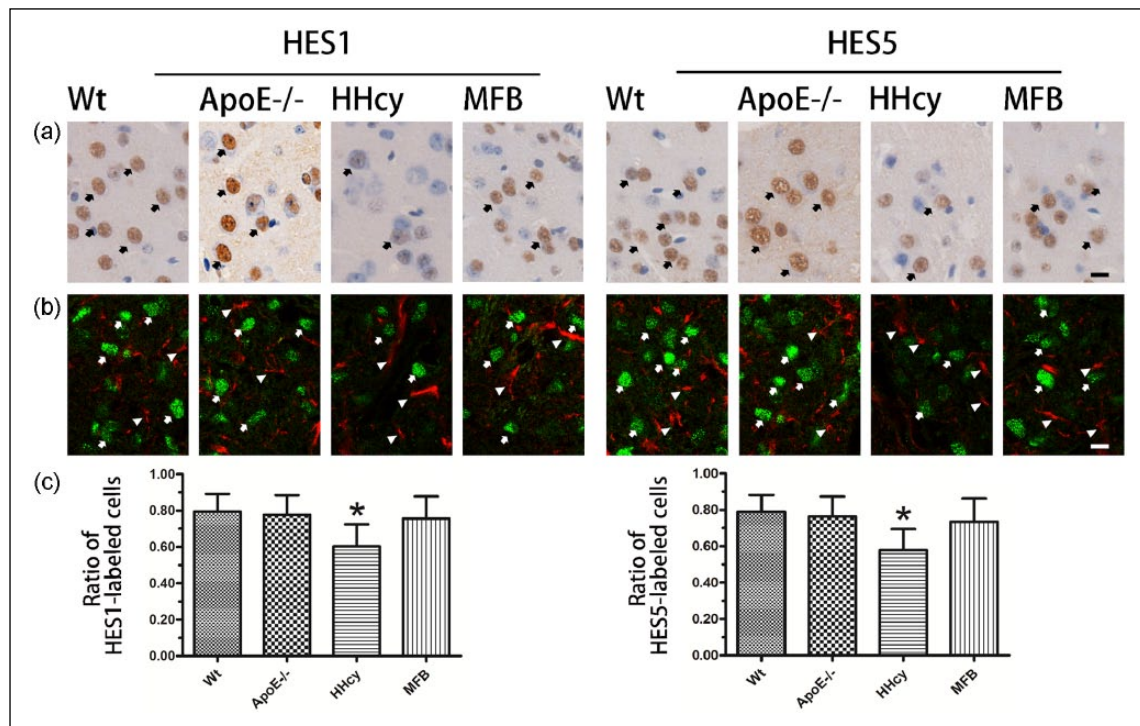 HES1 HES5
Wt ApoE-/- HHcy MFB Wt ApoE-/- HHcy MFB
(a)
(b)
(c)
Ratio of
HES1-labeled cells
1.00
0.80
0.60
0.40
0.20
0.00
*
Wt ApoE-/- HHcy MFB
Ratio of
HES5-labeled cells
1.00
0.80
0.60
0.40
0.20
0.00
*
Wt ApoE-/- HHcy MFB